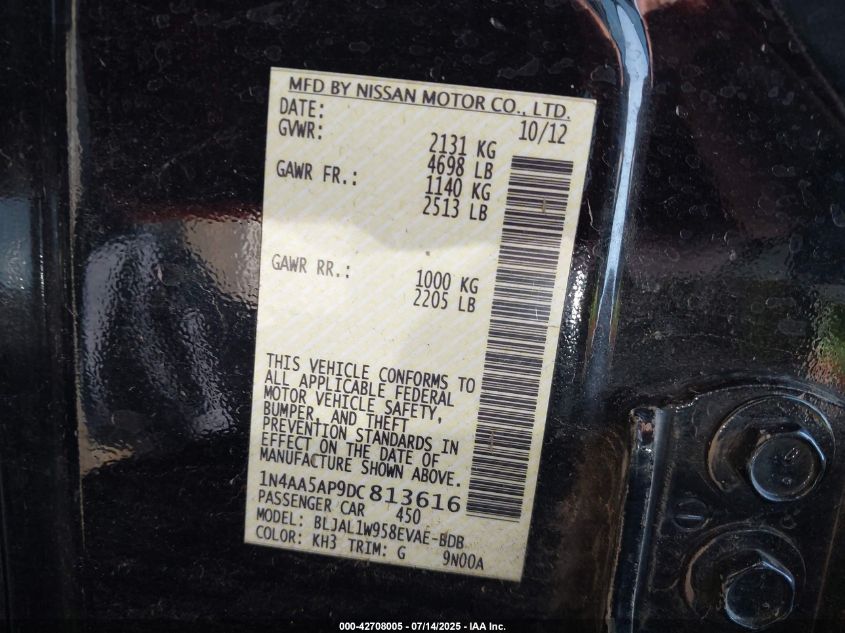 MFD BY NISSAN MOTOR CO., LTD.
DATE: 10/12
GVWR: 2131 KG
4698 LB
GAWR FR.: 1140 KG
2513 LB
GAWR RR.: 1000 KG
2205 LB
THIS VEHICLE CONFORMS TO
ALL APPLICABLE FEDERAL
MOTOR VEHICLE SAFETY,
BUMPER, AND THEFT
PREVENTION STANDARDS IN
EFFECT ON THE DATE OF
MANUFACTURE SHOWN ABOVE.
1N4AA5AP9DC813616
PASSENGER CAR 450
MODEL: BLJAL1W958EVAE-BDB
COLOR: KH3 TRIM: G 9N00A
000-42708005 - 07/14/2025 - IAA Inc.